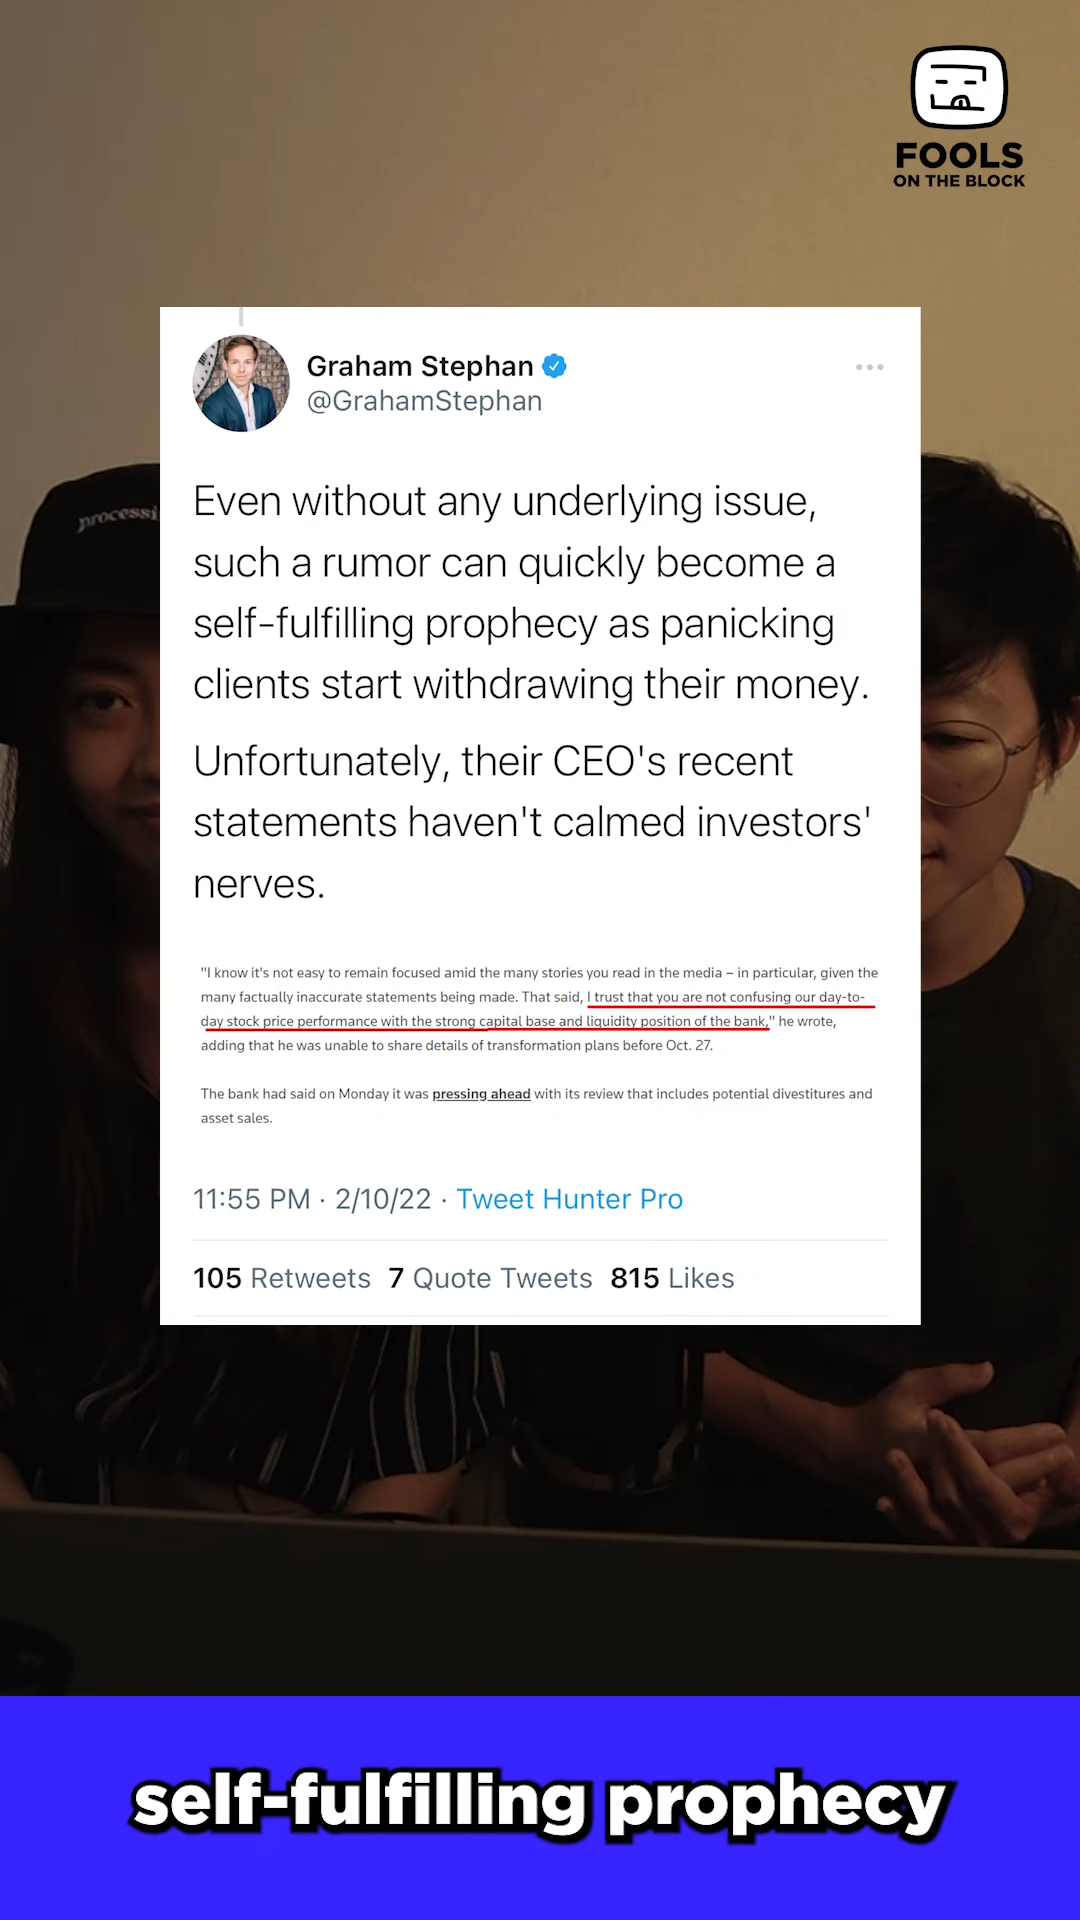 FOOLS
ON THE BLOCK
Graham Stephan
@GrahamStephan
processi
Even without any underlying issue,
such a rumor can quickly become a
self-fulfilling prophecy as panicking
clients start withdrawing their money.
Unfortunately, their CEO's recent
statements haven't calmed investors'
nerves.
"I know it's not easy to remain focused amid the many stories you read in the media – in particular, given the
many factually inaccurate statements being made. That said, I trust that you are not confusing our day-to-
day stock price performance with the strong capital base and liquidity position of the bank," he wrote,
adding that he was unable to share details of transformation plans before Oct. 27.
The bank had said on Monday it was pressing ahead with its review that includes potential divestitures and
asset sales.
11:55 PM · 2/10/22 · Tweet Hunter Pro
105 Retweets 7 Quote Tweets 815 Likes
self-fulfilling prophecy